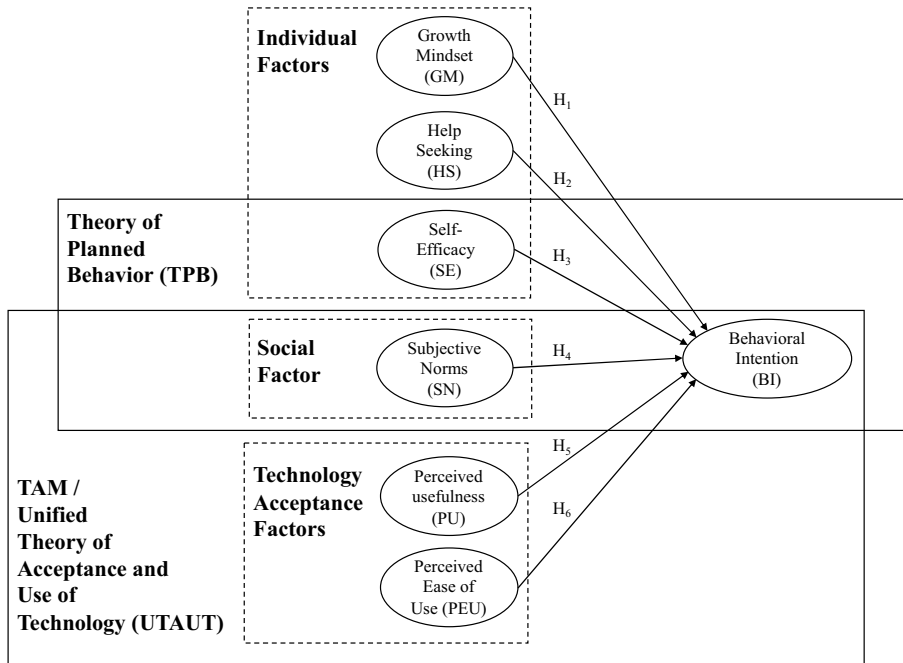 Individual
Factors
Growth
Mindset
(GM)
H₁
Help
Seeking
(HS)
H₂
Theory of
Planned
Behavior (TPB)
Self-
Efficacy
(SE)
H₃
Social
Factor
Subjective
Norms
(SN)
H₄
Behavioral
Intention
(BI)
Technology
Acceptance
Factors
Perceived
usefulness
(PU)
H₅
TAM /
Unified
Theory of
Acceptance and
Use of
Technology (UTAUT)
Perceived
Ease of
Use (PEU)
H₆